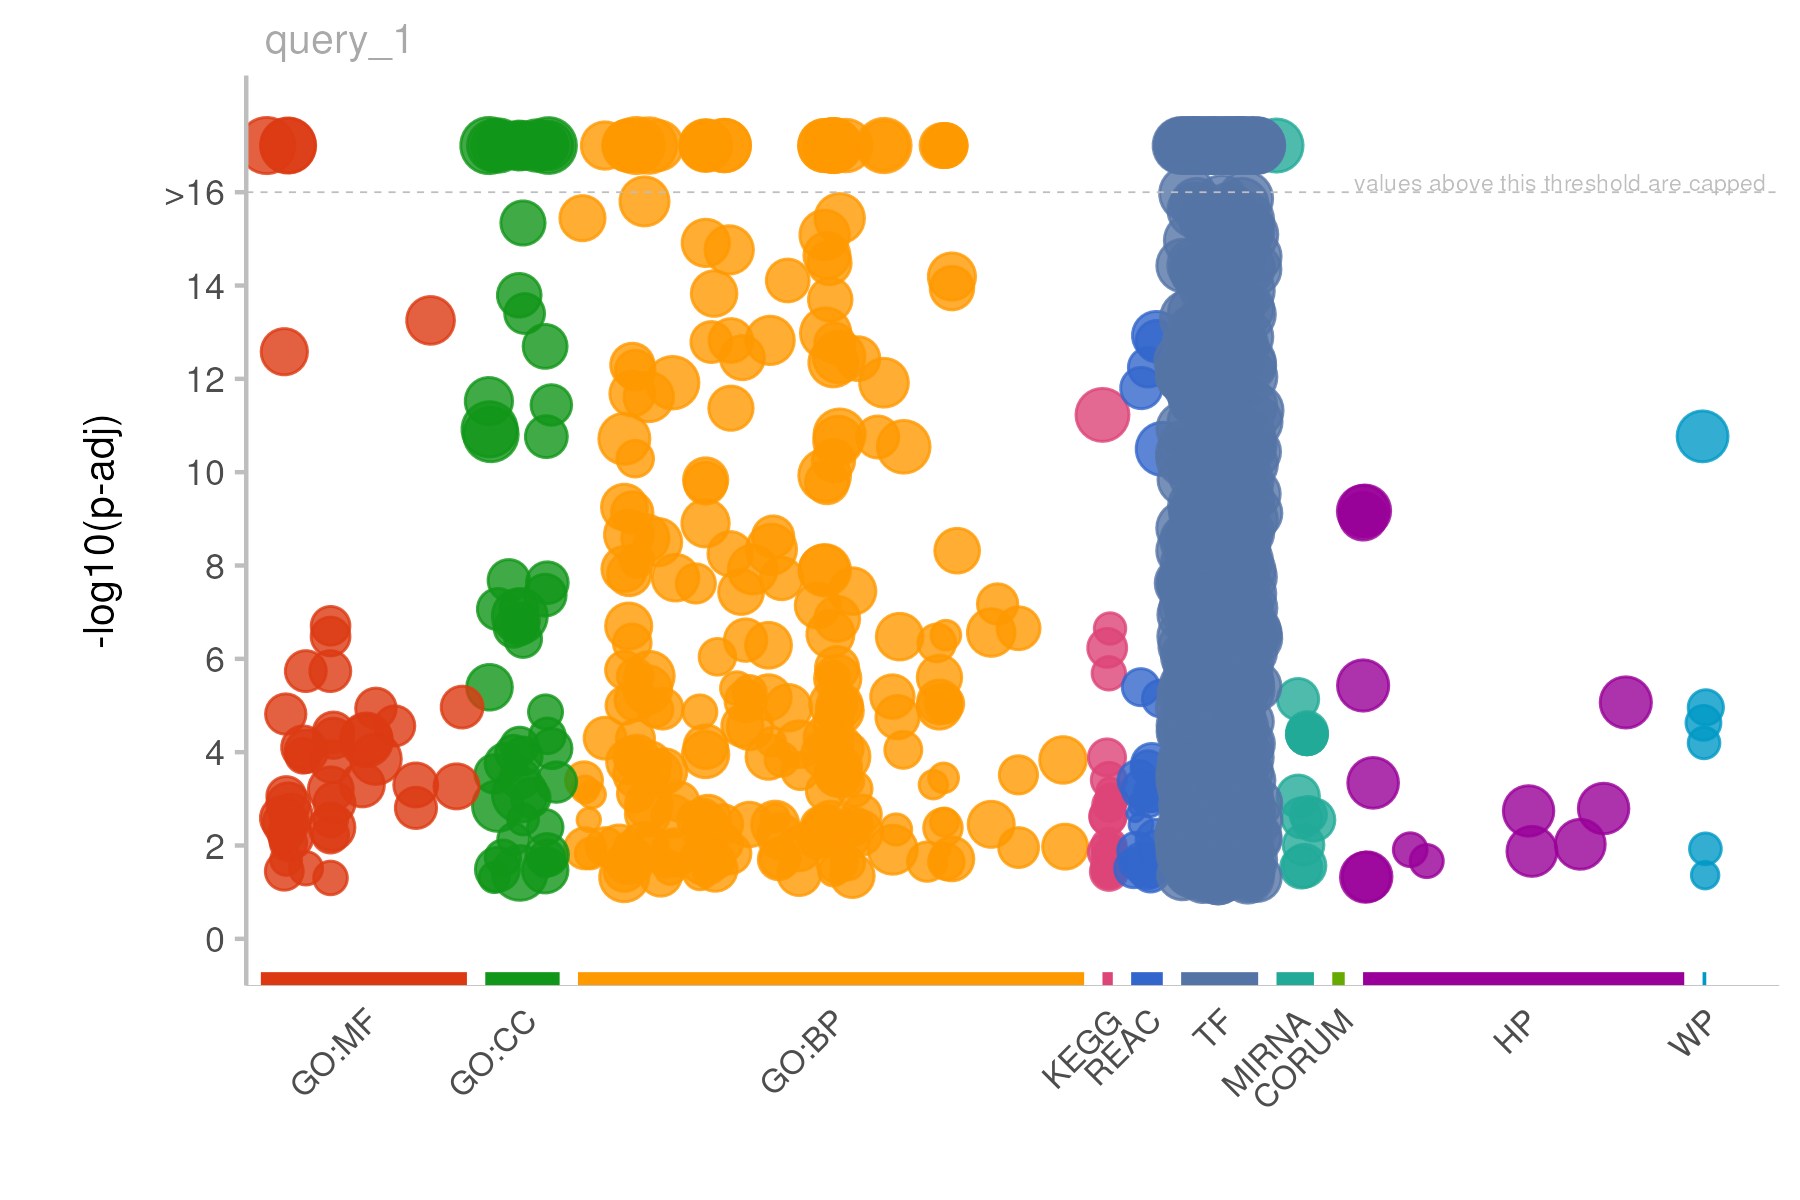 query_1
values above this threshold are capped
>16
14
12
10
8
6
4
2
0
-log10(p-adj)
GO:MF
GO:CC
GO:BP
KEGG
REAC
TF
MIRNA
CORUM
HP
WP